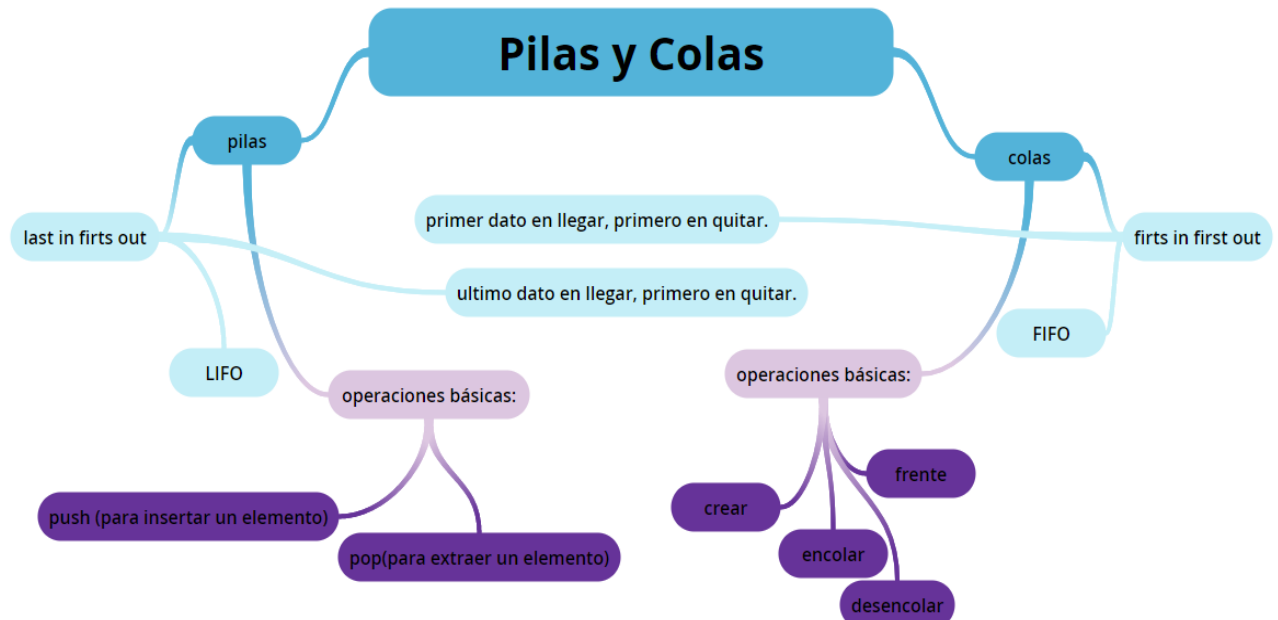 Pilas y Colas
pilas
colas
last in firts out
primer dato en llegar, primero en quitar.
firts in first out
ultimo dato en llegar, primero en quitar.
LIFO
FIFO
operaciones básicas:
operaciones básicas:
push (para insertar un elemento)
pop(para extraer un elemento)
frente
crear
encolar
desencolar